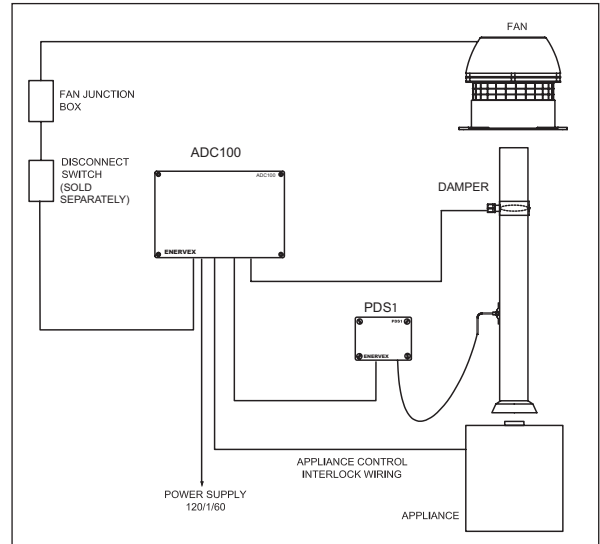 FAN
FAN JUNCTION
BOX
DISCONNECT
SWITCH
(SOLD
SEPARATELY)
ADC100
ADC100
ENERVEX
DAMPER
PDS1
PDS1
ENERVEX
APPLIANCE CONTROL
INTERLOCK WIRING
POWER SUPPLY
120/1/60
APPLIANCE